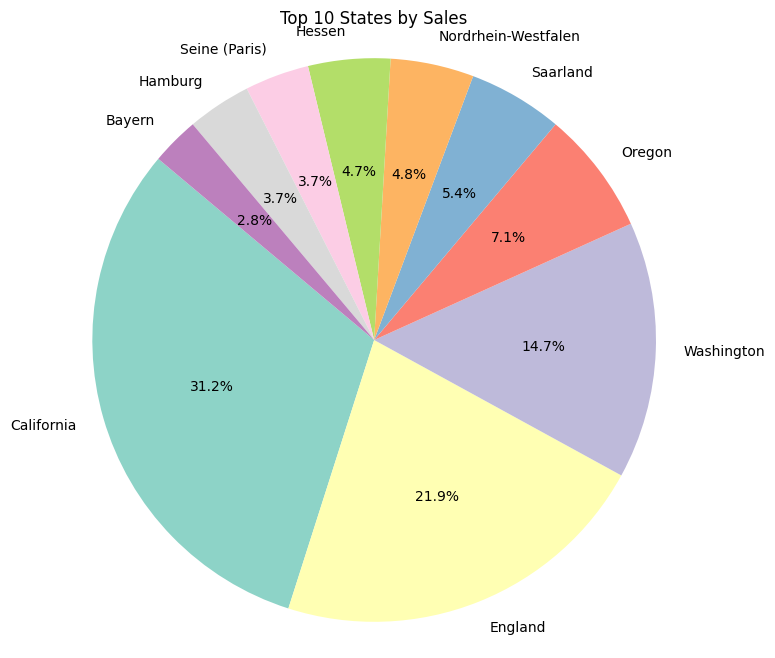 Top 10 States by Sales
Hessen
Nordrhein-Westfalen
Seine (Paris)
Saarland
Hamburg
Bayern
Oregon
4.7%
4.8%
3.7%
5.4%
3.7%
2.8%
7.1%
14.7%
Washington
31.2%
California
21.9%
England